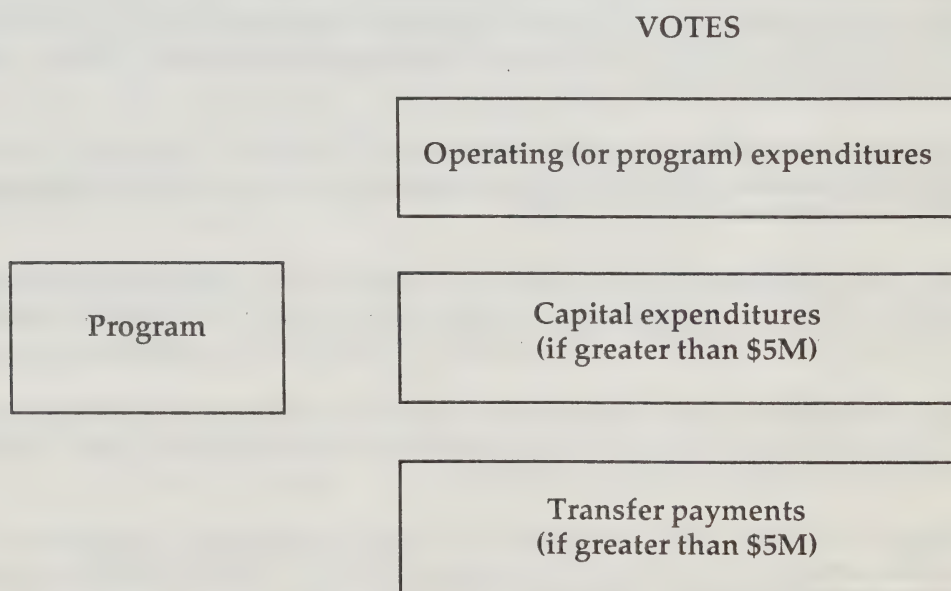 VOTES
Operating (or program) expenditures
Program
Capital expenditures
(if greater than $5M)
Transfer payments
(if greater than $5M)